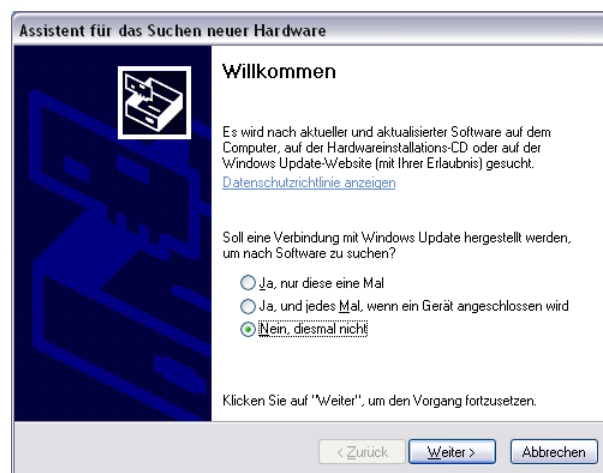 Assistent für das Suchen neuer Hardware
Willkommen
Es wird nach aktueller und aktualisierter Software auf dem
Computer, auf der Hardwareinstallations-CD oder auf der
Windows Update-Website (mit Ihrer Erlaubnis) gesucht.
Datenschutzrichtlinie anzeigen
Soll eine Verbindung mit Windows Update hergestellt werden,
um nach Software zu suchen?
Ja, nur diese eine Mal
Ja, und jedes Mal, wenn ein Gerät angeschlossen wird
Nein, diesmal nicht
Klicken Sie auf "Weiter", um den Vorgang fortzusetzen.
< Zurück Weiter > Abbrechen